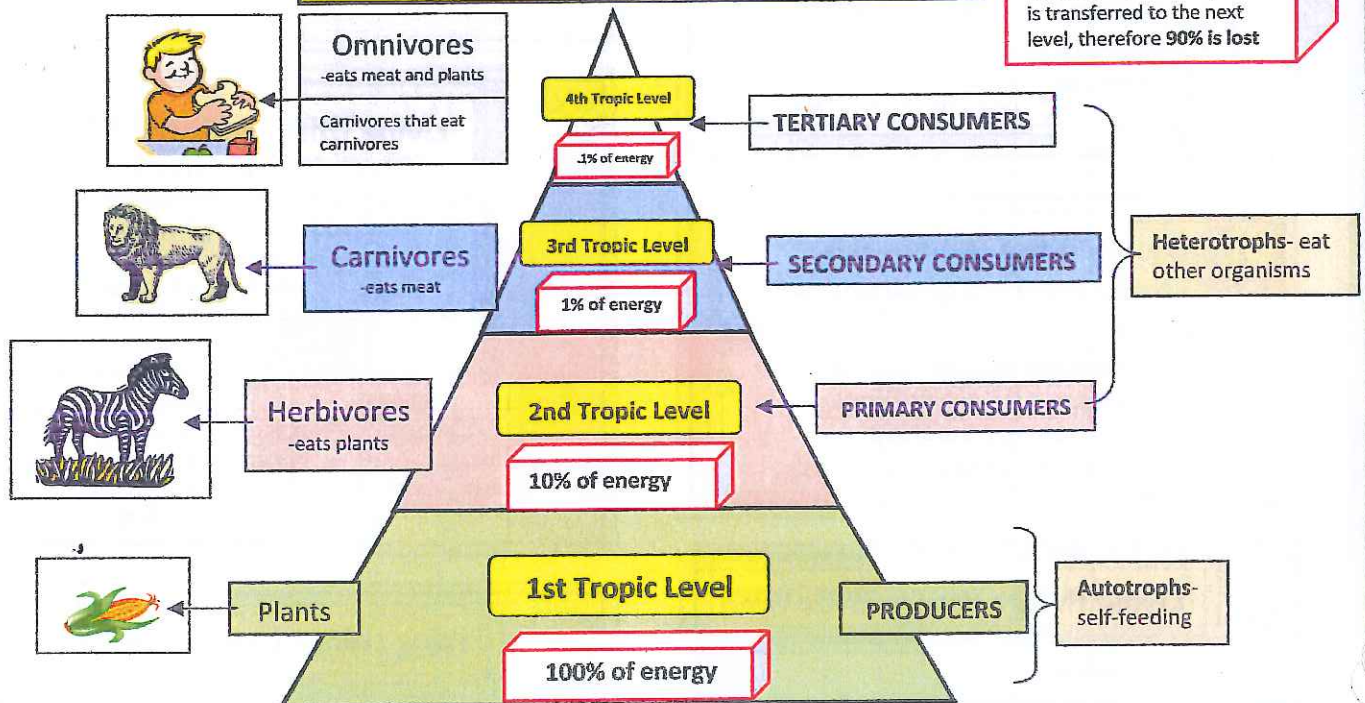 is transferred to the next
level, therefore 90% is lost
Omnivores
-eats meat and plants
Carnivores that eat
carnivores
4th Tropic Level
.1% of energy
TERTIARY CONSUMERS
Carnivores
-eats meat
3rd Tropic Level
1% of energy
SECONDARY CONSUMERS
Heterotrophs- eat
other organisms
Herbivores
-eats plants
2nd Tropic Level
10% of energy
PRIMARY CONSUMERS
Plants
1st Tropic Level
100% of energy
PRODUCERS
Autotrophs-
self-feeding